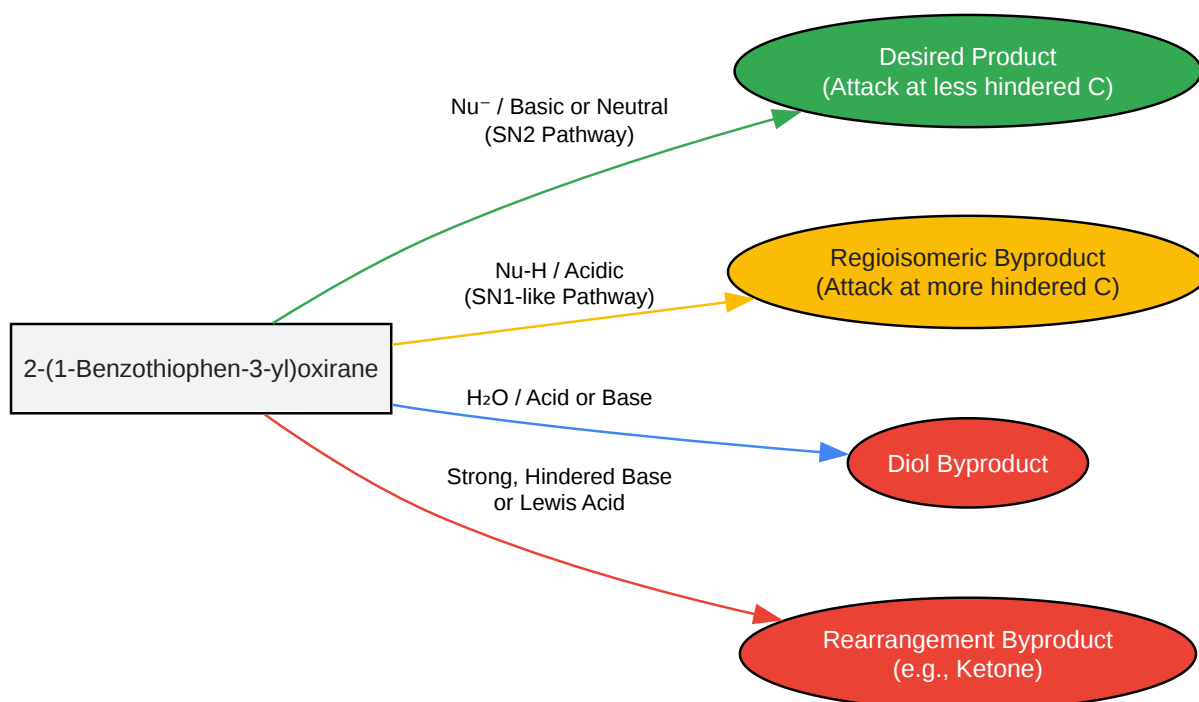 Desired Product
(Attack at less hindered C)
Nu⁻ / Basic or Neutral
(SN2 Pathway)
Regioisomeric Byproduct
(Attack at more hindered C)
Nu-H / Acidic
(SN1-like Pathway)
2-(1-Benzothiophen-3-yl)oxirane
H₂O / Acid or Base
Diol Byproduct
Strong, Hindered Base
or Lewis Acid
Rearrangement Byproduct
(e.g., Ketone)